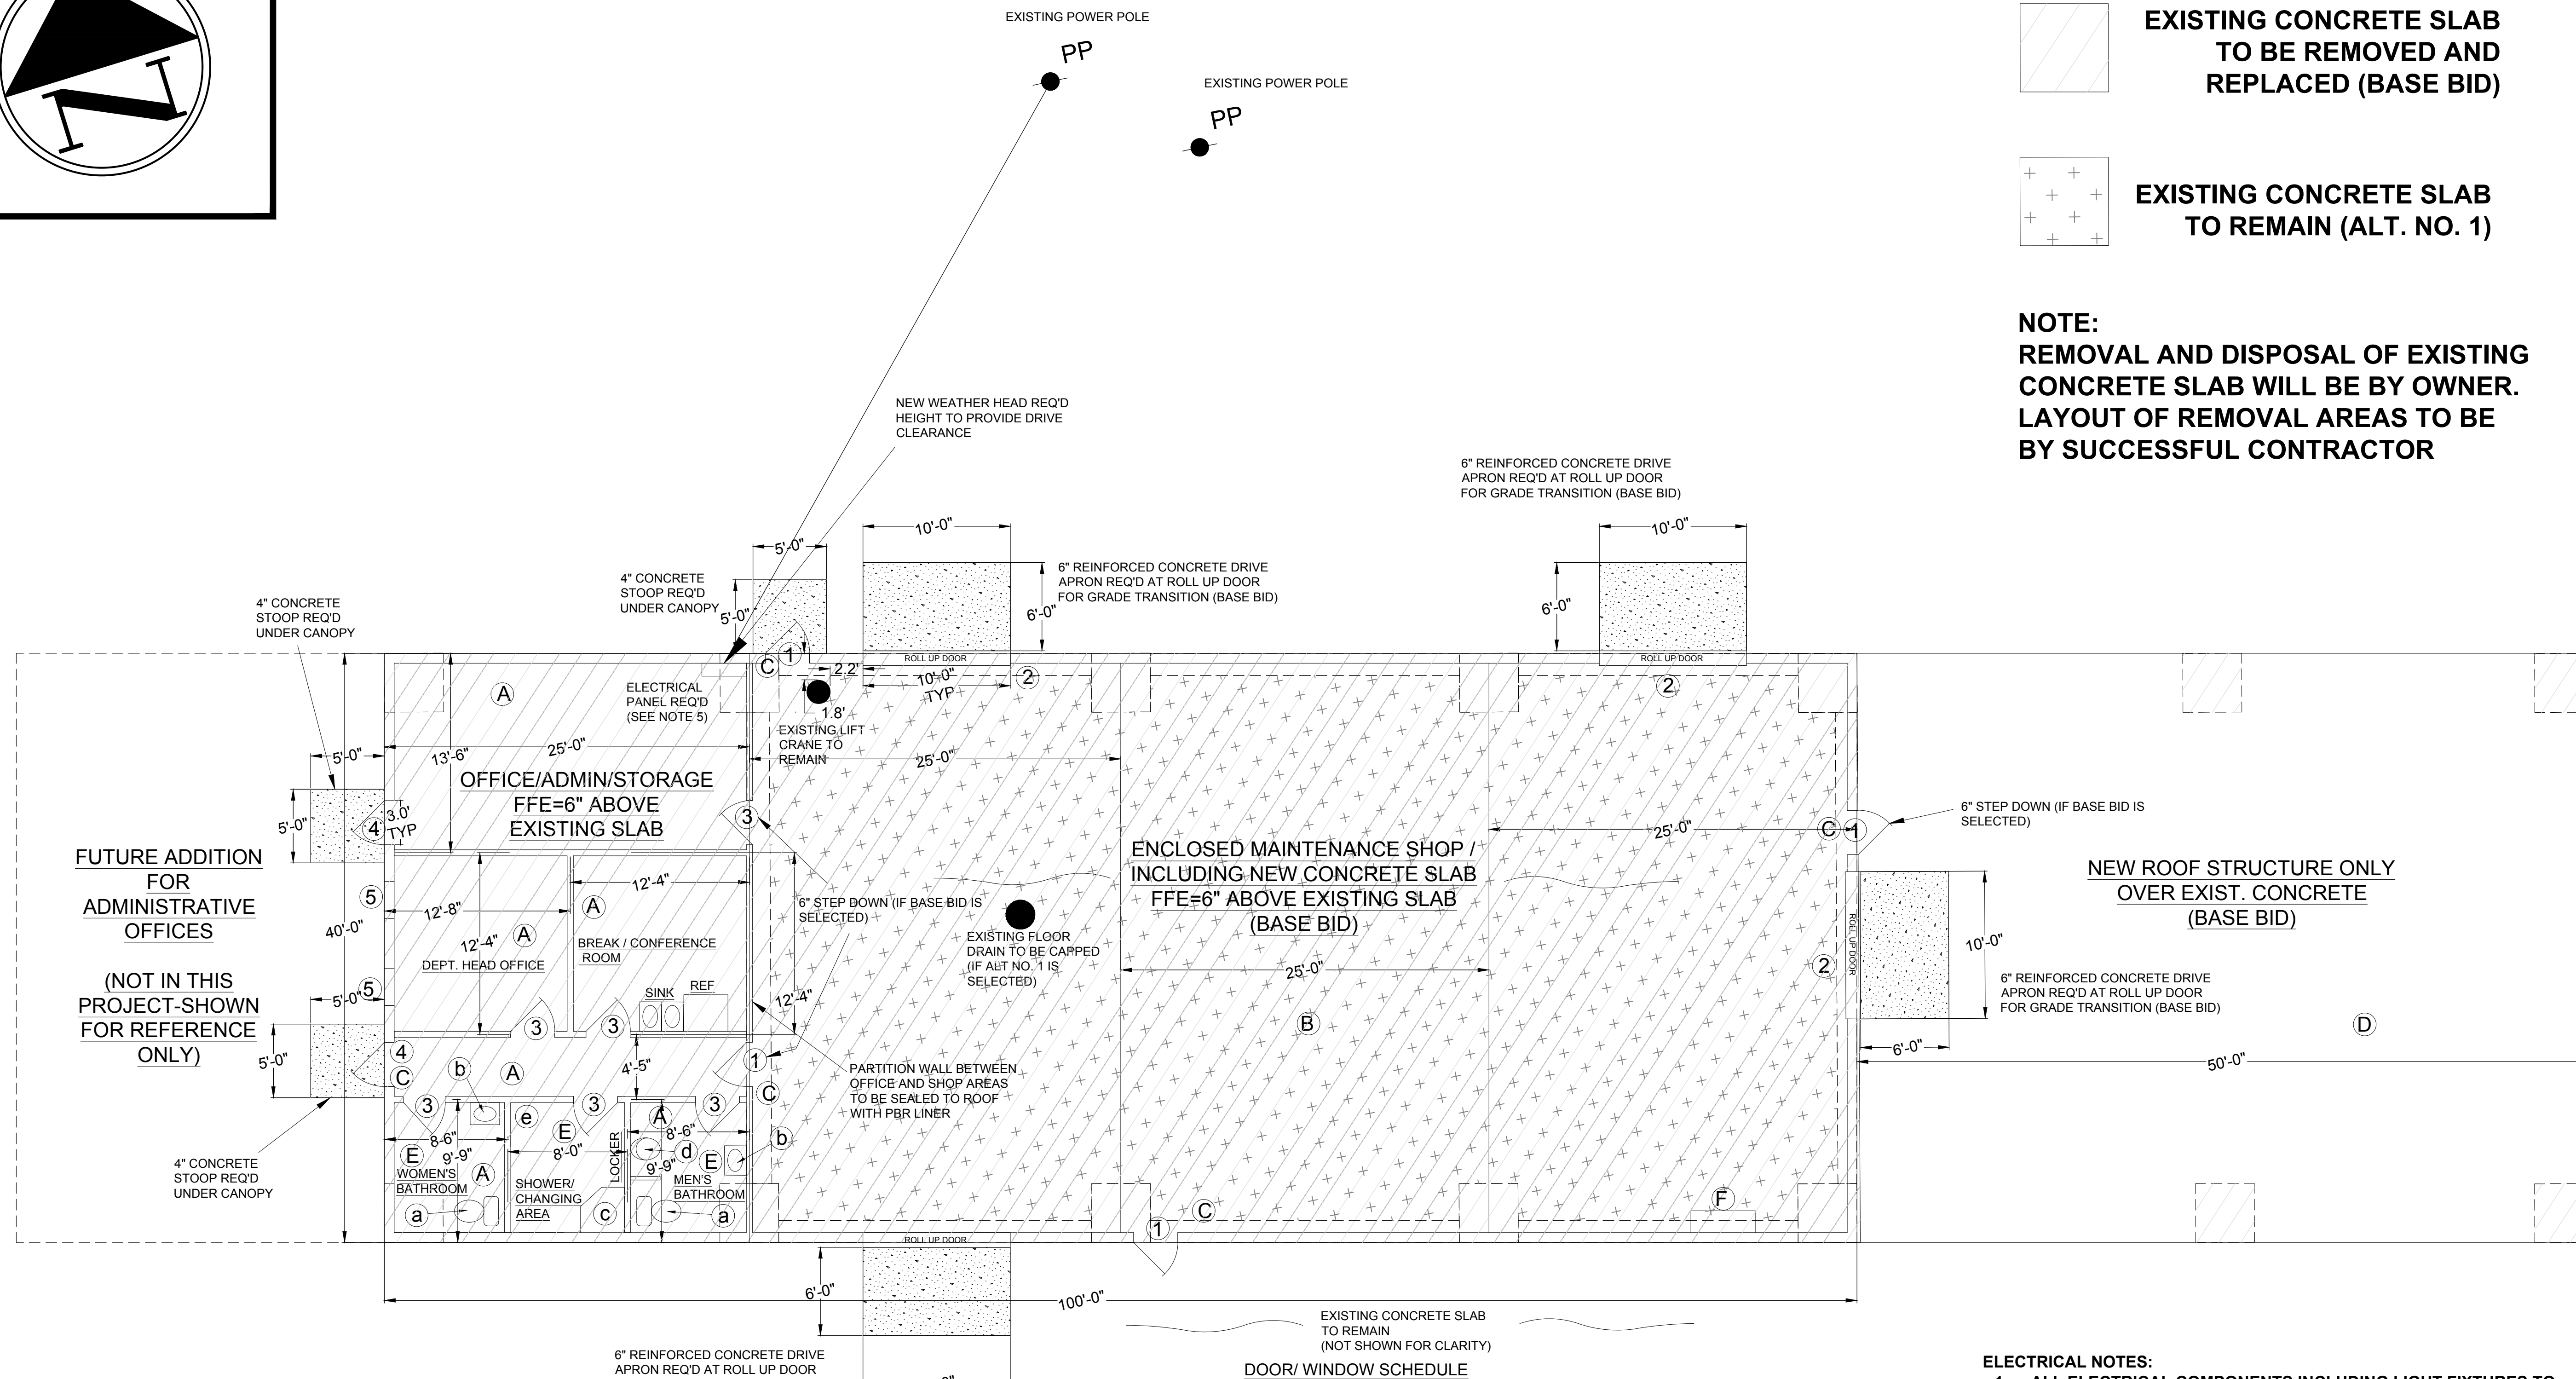 N
EXISTING POWER POLE
PP
EXISTING POWER POLE
PP
EXISTING CONCRETE SLAB
TO BE REMOVED AND
REPLACED (BASE BID)
EXISTING CONCRETE SLAB
TO REMAIN (ALT. NO. 1)
NOTE:
REMOVAL AND DISPOSAL OF EXISTING
CONCRETE SLAB WILL BE BY OWNER.
LAYOUT OF REMOVAL AREAS TO BE
BY SUCCESSFUL CONTRACTOR
NEW WEATHER HEAD REQ'D
HEIGHT TO PROVIDE DRIVE
CLEARANCE
6" REINFORCED CONCRETE DRIVE
APRON REQ'D AT ROLL UP DOOR
FOR GRADE TRANSITION (BASE BID)
10'-0"
10'-0"
5'-0"
4" CONCRETE
STOOP REQ'D
UNDER CANOPY
5'-0"
6" REINFORCED CONCRETE DRIVE
APRON REQ'D AT ROLL UP DOOR
FOR GRADE TRANSITION (BASE BID)
6'-0"
6'-0"
4" CONCRETE
STOOP REQ'D
UNDER CANOPY
C
1
ROLL UP DOOR
2.2'
10'-0"
TYP
2
ROLL UP DOOR
2
A
ELECTRICAL
PANEL REQ'D
(SEE NOTE 5)
1.8'
EXISTING LIFT
CRANE TO
REMAIN
5'-0"
13'-6"
25'-0"
25'-0"
OFFICE/ADMIN/STORAGE
FFE=6" ABOVE
EXISTING SLAB
5'-0"
4
3.0'
TYP
3
25'-0"
C
1
6" STEP DOWN (IF BASE BID IS
SELECTED)
FUTURE ADDITION
FOR
ADMINISTRATIVE
OFFICES
(NOT IN THIS
PROJECT-SHOWN
FOR REFERENCE
ONLY)
ENCLOSED MAINTENANCE SHOP /
INCLUDING NEW CONCRETE SLAB
FFE=6" ABOVE EXISTING SLAB
(BASE BID)
NEW ROOF STRUCTURE ONLY
OVER EXIST. CONCRETE
(BASE BID)
5
40'-0"
12'-8"
12'-4"
A
12'-4"
A
BREAK / CONFERENCE
ROOM
DEPT. HEAD OFFICE
6" STEP DOWN (IF BASE BID IS
SELECTED)
EXISTING FLOOR
DRAIN TO BE CAPPED
(IF ALT NO. 1 IS
SELECTED)
25'-0"
ROLL UP DOOR
2
10'-0"
6" REINFORCED CONCRETE DRIVE
APRON REQ'D AT ROLL UP DOOR
FOR GRADE TRANSITION (BASE BID)
6'-0"
D
50'-0"
5
5'-0"
SINK
REF
12'-4"
3
3
B
5'-0"
4
C
b
A
4'-5"
1
C
PARTITION WALL BETWEEN
OFFICE AND SHOP AREAS
TO BE SEALED TO ROOF
WITH PBR LINER
3
e
3
A
3
8-6"
E
9'-9"
A
WOMEN'S
BATHROOM
E
8'-0"
LOCKER
8'-6"
d
E
b
9'-9"
MEN'S
BATHROOM
SHOWER/
CHANGING
AREA
4" CONCRETE
STOOP REQ'D
UNDER CANOPY
a
c
a
1
C
F
ROLL UP DOOR
6'-0"
100'-0"
EXISTING CONCRETE SLAB
TO REMAIN
(NOT SHOWN FOR CLARITY)
6" REINFORCED CONCRETE DRIVE
APRON REQ'D AT ROLL UP DOOR
DOOR/ WINDOW SCHEDULE
ELECTRICAL NOTES:
1. ALL ELECTRICAL COMPONENTS INCLUDING LIGHT FIXTURES TO